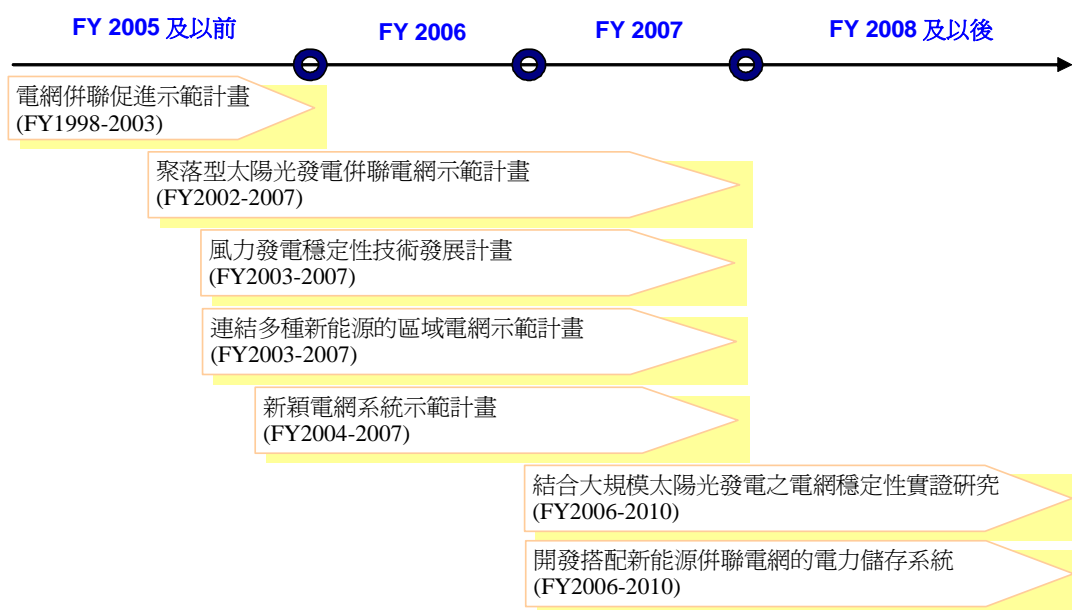 FY 2005 及以前
FY 2006
FY 2007
FY 2008 及以後
電網併聯促進示範計畫
(FY1998-2003)
聚落型太陽光發電併聯電網示範計畫
(FY2002-2007)
風力發電穩定性技術發展計畫
(FY2003-2007)
連結多種新能源的區域電網示範計畫
(FY2003-2007)
新穎電網系統示範計畫
(FY2004-2007)
結合大規模太陽光發電之電網穩定性實證研究
(FY2006-2010)
開發搭配新能源併聯電網的電力儲存系統
(FY2006-2010)